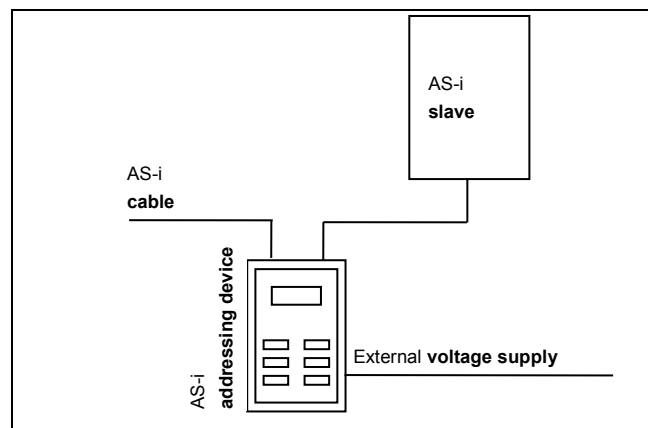 AS-i
slave
AS-i
cable
AS-i
addressing device
External voltage supply